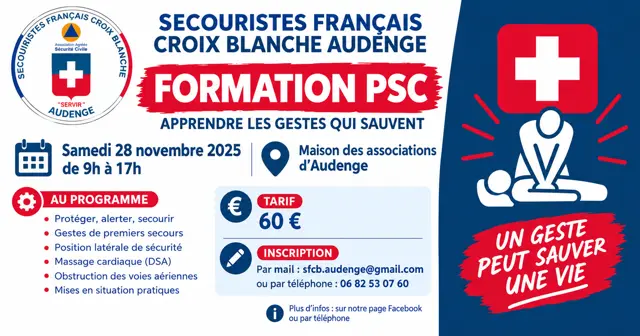 SECOURISTES FRANÇAIS CROIX BLANCHE
Association Agréée
Sécurité Civile
"SERVIR"
AUDENGE
SECOURISTES FRANÇAIS
CROIX BLANCHE AUDENGE
FORMATION PSC
APPRENDRE LES GESTES QUI SAUVENT
Samedi 28 novembre 2025
de 9h à 17h
Maison des associations
d'Audenge
AU PROGRAMME
• Protéger, alerter, secourir
• Gestes de premiers secours
• Position latérale de sécurité
• Massage cardiaque (DSA)
• Obstruction des voies aériennes
• Mises en situation pratiques
€
TARIF
60 €
INSCRIPTION
Par mail : sfcb.audenge@gmail.com
ou par téléphone : 06 82 53 07 60
i
Plus d'infos : sur notre page Facebook
ou par téléphone
UN GESTE
PEUT SAUVER
UNE VIE